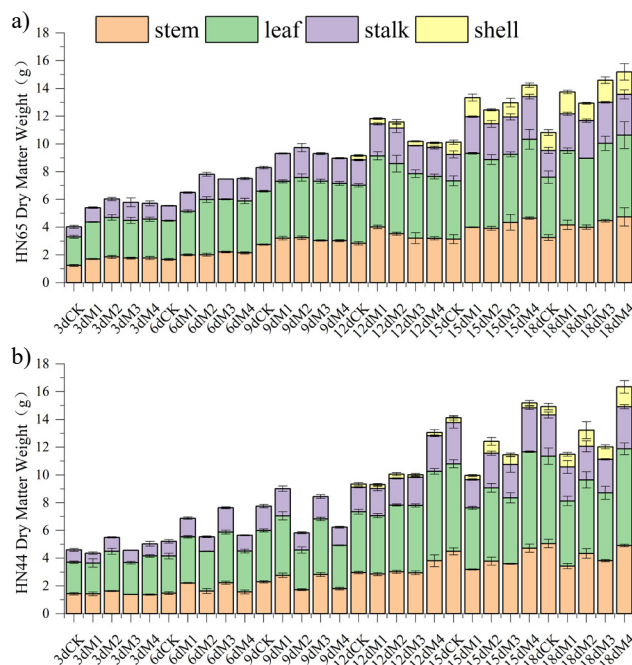 a)
stem leaf stalk shell
HN65 Dry Matter Weight（g）
18
16
14
12
10
8
6
4
2
0
3dCK 3dM1 3dM2 3dM3 3dM4 6dCK 6dM1 6dM2 6dM3 6dM4 9dCK 9dM1 9dM2 9dM3 9dM4 12dCK 12dM1 12dM2 12dM3 12dM4 15dCK 15dM1 15dM2 15dM3 15dM4 18dCK 18dM1 18dM2 18dM3 18dM4
b)
HN44 Dry Matter Weight（g）
18
16
14
12
10
8
6
4
2
0
3dCK 3dM1 3dM2 3dM3 3dM4 6dCK 6dM1 6dM2 6dM3 6dM4 9dCK 9dM1 9dM2 9dM3 9dM4 12dCK 12dM1 12dM2 12dM3 12dM4 15dCK 15dM1 15dM2 15dM3 15dM4 18dCK 18dM1 18dM2 18dM3 18dM4